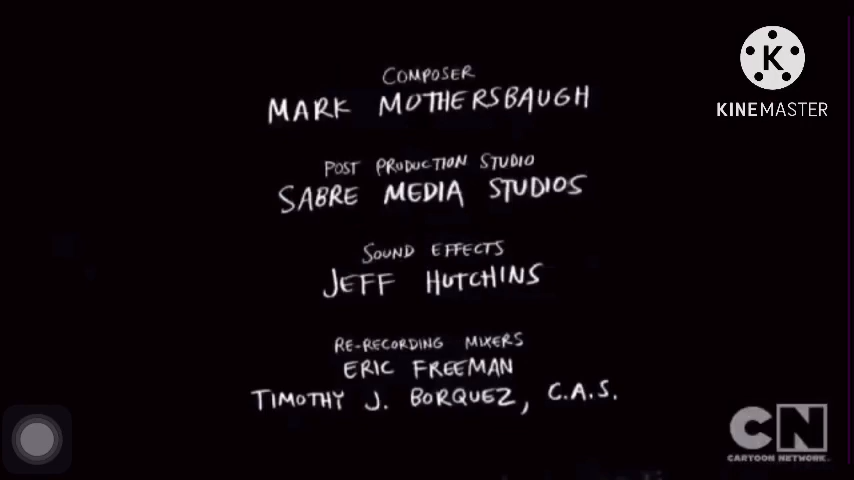 COMPOSER
MARK MOTHERSBAUGH
POST PRODUCTION STUDIO
SABRE MEDIA STUDIOS
SOUND EFFECTS
JEFF HUTCHINS
RE-RECORDING MIXERS
ERIC FREEMAN
TIMOTHY J. BORQUEZ, C.A.S.
K
KINEMASTER
CN
CARTOON NETWORK.